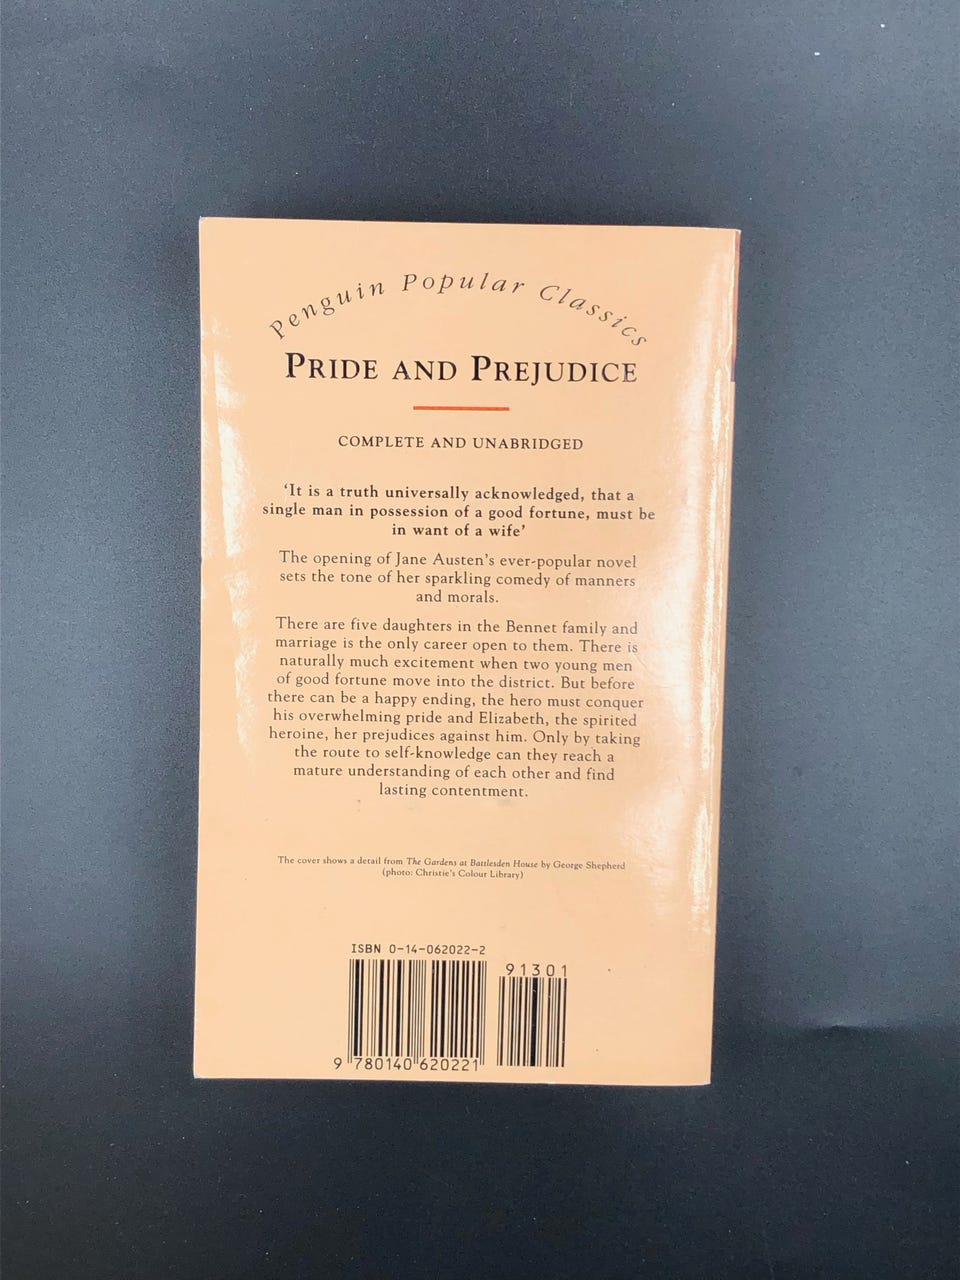 Penguin Popular Classics
PRIDE AND PREJUDICE
COMPLETE AND UNABRIDGED
‘It is a truth universally acknowledged, that a
single man in possession of a good fortune, must be
in want of a wife’
The opening of Jane Austen’s ever-popular novel
sets the tone of her sparkling comedy of manners
and morals.
There are five daughters in the Bennet family and
marriage is the only career open to them. There is
naturally much excitement when two young men
of good fortune move into the district. But before
there can be a happy ending, the hero must conquer
his overwhelming pride and Elizabeth, the spirited
heroine, her prejudices against him. Only by taking
the route to self-knowledge can they reach a
mature understanding of each other and find
lasting contentment.
The cover shows a detail from The Gardens at Battlesden House by George Shepherd
(photo: Christie’s Colour Library)
ISBN 0-14-062022-2
91301
9 780140 620221